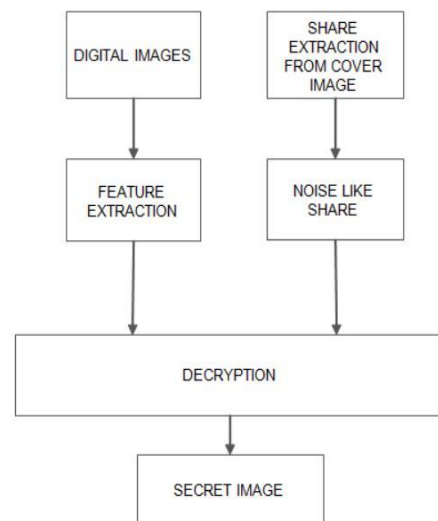 DIGITAL IMAGES
SHARE
EXTRACTION
FROM COVER
IMAGE
FEATURE
EXTRACTION
NOISE LIKE
SHARE
DECRYPTION
SECRET IMAGE